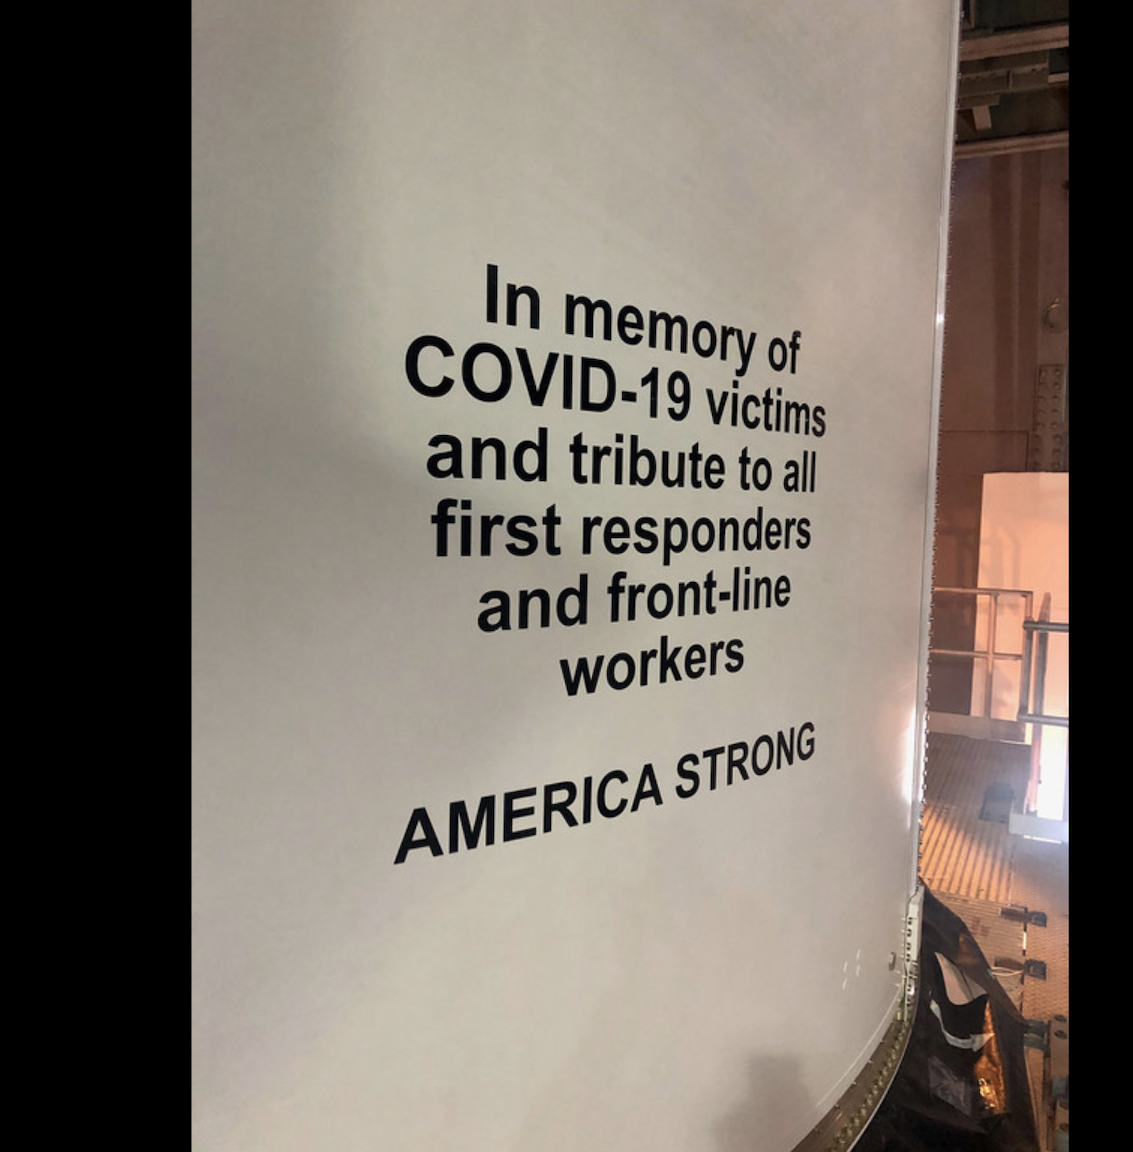 In memory of
COVID-19 victims
and tribute to all
first responders
and front-line
workers
AMERICA STRONG